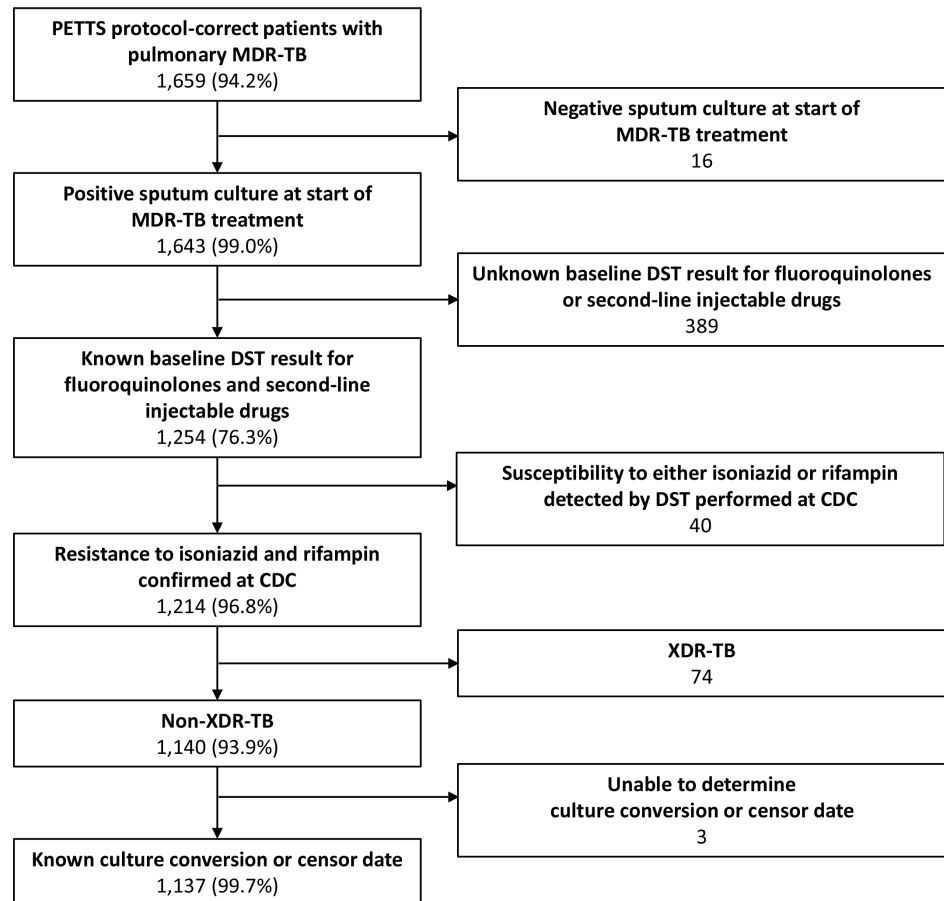 PETTS protocol-correct patients with
pulmonary MDR-TB
1,659 (94.2%)
Negative sputum culture at start of
MDR-TB treatment
16
Positive sputum culture at start of
MDR-TB treatment
1,643 (99.0%)
Unknown baseline DST result for fluoroquinolones
or second-line injectable drugs
389
Known baseline DST result for
fluoroquinolones and second-line
injectable drugs
1,254 (76.3%)
Susceptibility to either isoniazid or rifampin
detected by DST performed at CDC
40
Resistance to isoniazid and rifampin
confirmed at CDC
1,214 (96.8%)
XDR-TB
74
Non-XDR-TB
1,140 (93.9%)
Unable to determine
culture conversion or censor date
3
Known culture conversion or censor date
1,137 (99.7%)